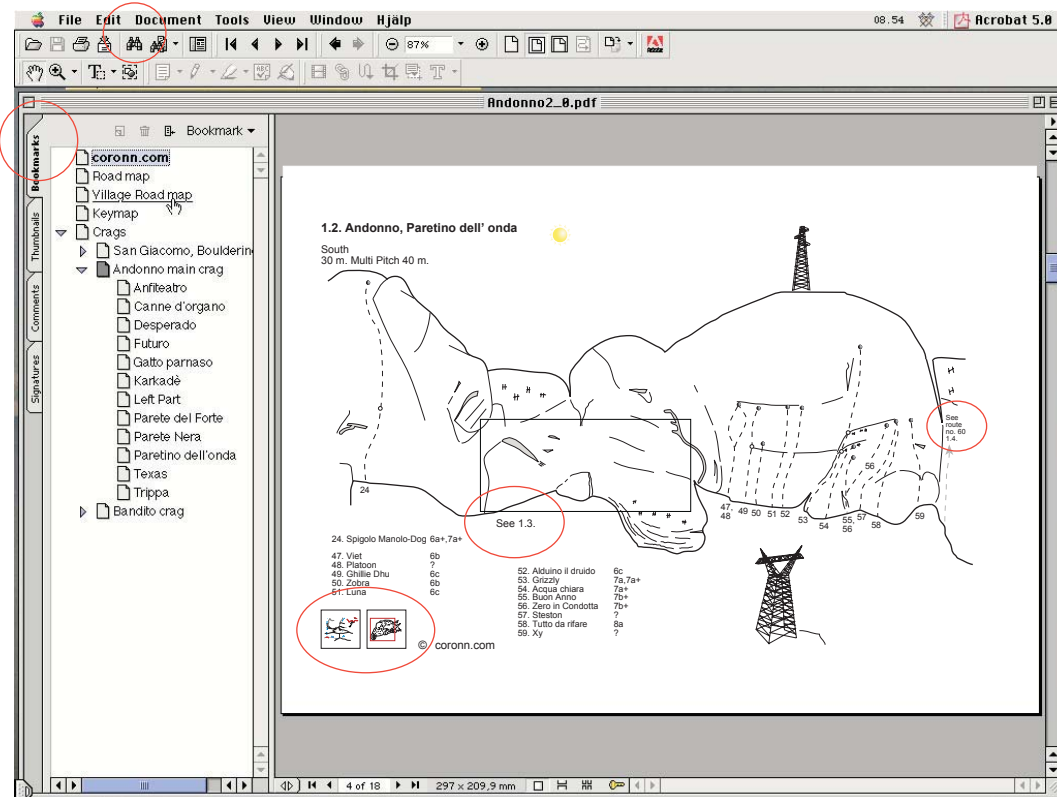 File Edit Document Tools View Window Hjälp 08.54 Acrobat 5.0
87%
Andonno2_0.pdf
Bookmarks
Thumbnails
Comments
Signatures
Bookmark
coronn.com
Road map
Village Road map
Keymap
Crags
San Giacomo, Boulderin
Andonno main crag
Anfiteatro
Canne d'organo
Desperado
Futuro
Gatto parnaso
Karkadè
Left Part
Parete del Forte
Parete Nera
Paretino dell'onda
Texas
Trippa
Bandito crag
1.2. Andonno, Paretino dell' onda
South
30 m. Multi Pitch 40 m.
See
route
no. 60
1.4.
56
24
47.
48
49 50 51 52 53 54 55, 57 58 59
56
See 1.3.
24. Spigolo Manolo-Dog 6a+,7a+
47. Viet 6b
48. Platoon ?
49. Ghillie Dhu 6c
50. Zobra 6b
51. Luna 6c
52. Alduino il druido 6c
53. Grizzly 7a,7a+
54. Acqua chiara 7a+
55. Buon Anno 7b+
56. Zero in Condotta 7b+
57. Steston ?
58. Tutto da rifare 8a
59. Xy ?
© coronn.com
4 of 18 297 x 209,9 mm